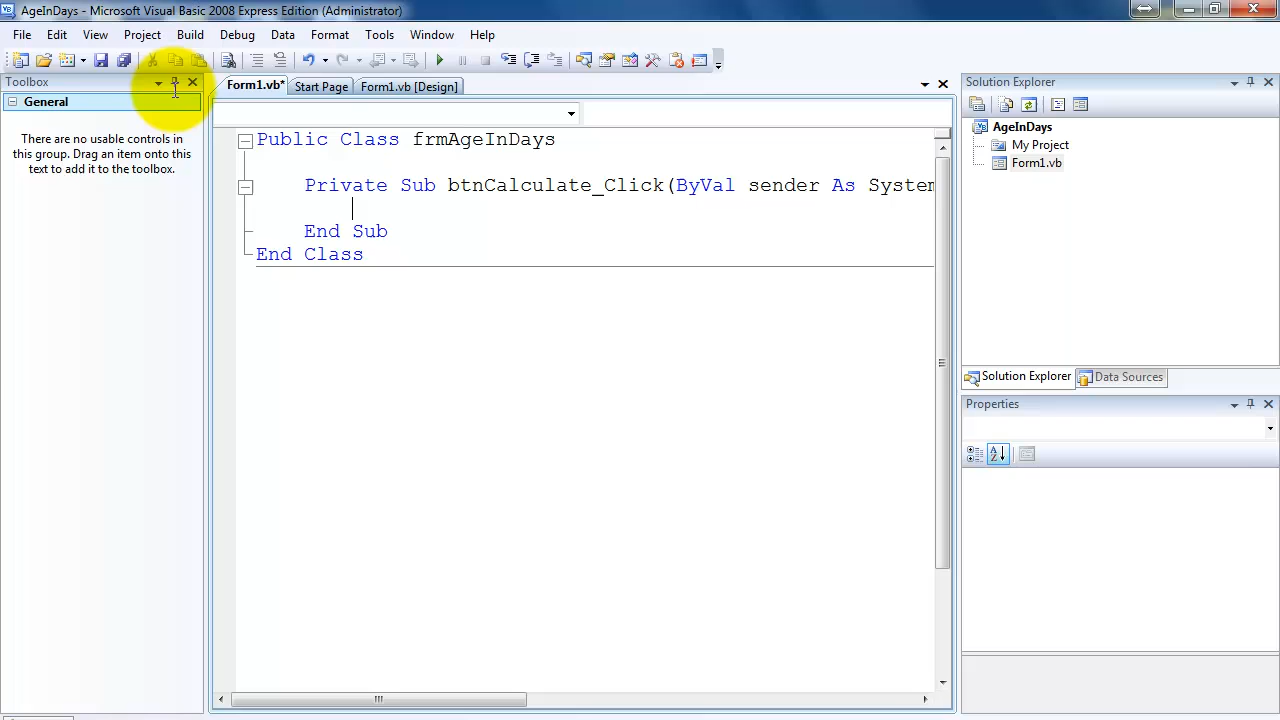 AgeInDays - Microsoft Visual Basic 2008 Express Edition (Administrator)
File Edit View Project Build Debug Data Format Tools Window Help
Toolbox
General
There are no usable controls in
this group. Drag an item onto this
text to add it to the toolbox.
Form1.vb* Start Page Form1.vb [Design]
Public Class frmAgeInDays
Private Sub btnCalculate_Click(ByVal sender As System
End Sub
End Class
Solution Explorer
AgeInDays
My Project
Form1.vb
Solution Explorer Data Sources
Properties